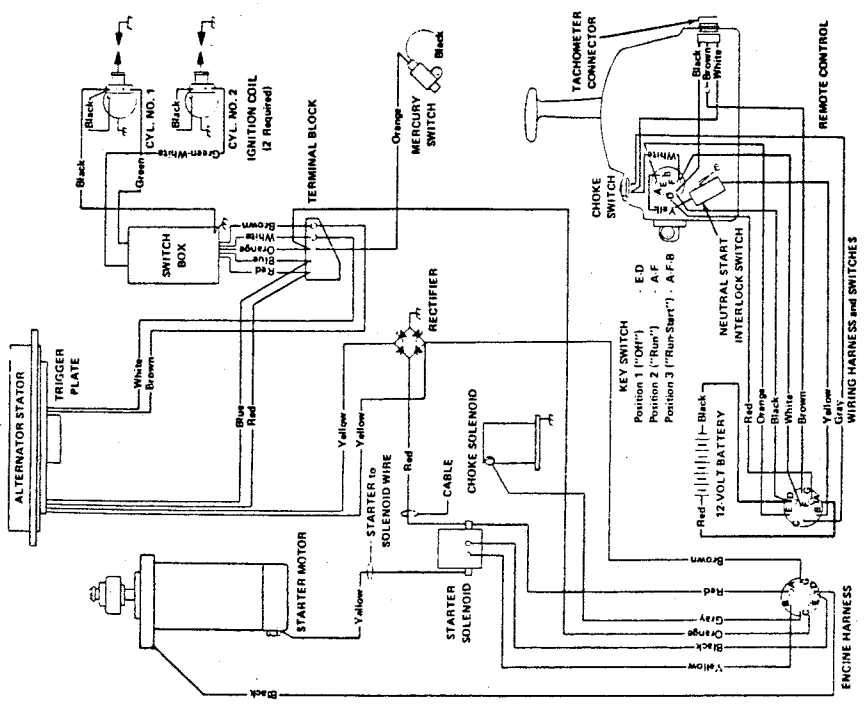 ALTERNATOR STATOR
TRIGGER
PLATE
White
Brown
Blue
Red
Yellow
Yellow
STARTER MOTOR
Yellow
STARTER to
SOLENOID WIRE
Black
SWITCH
BOX
Black
Green
Green-White
Brown
White
Orange
Blue
Red
Black
CYL. NO. 1
Black
CYL. NO. 2
IGNITION COIL
(2 Required)
TERMINAL BLOCK
Orange
MERCURY
SWITCH
Black
RECTIFIER
Red
CABLE
CHOKE SOLENOID
STARTER
SOLENOID
TACHOMETER
CONNECTOR
Black
Brown
White
REMOTE CONTROL
CHOKE
SWITCH
White
A
E
B
F
D
Yell.
NEUTRAL START
INTERLOCK SWITCH
KEY SWITCH
Position 1 ("Off") - E-D
Position 2 ("Run") - A-F
Position 3 ("Run-Start") - A-F-B
Red
Black
12-VOLT BATTERY
Red
Orange
Black
White
Brown
Yellow
Gray
WIRING HARNESS and SWITCHES
Brown
Red
Gray
Orange
Black
Yellow
ENGINE HARNESS